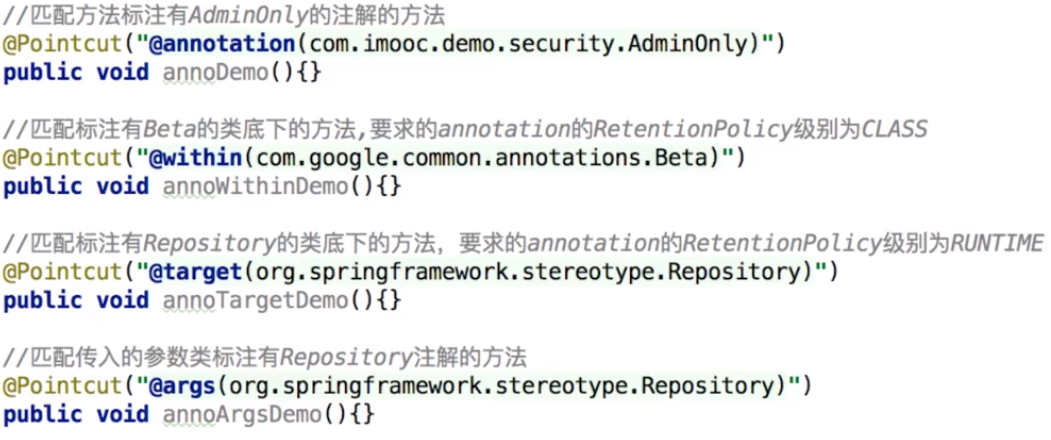 //匹配方法标注有AdminOnly的注解的方法
@Pointcut("@annotation(com.imooc.demo.security.AdminOnly)")
public void annoDemo(){}
//匹配标注有Beta的类底下的方法,要求的annotation的RetentionPolicy级别为CLASS
@Pointcut("@within(com.google.common.annotations.Beta)")
public void annoWithinDemo(){}
//匹配标注有Repository的类底下的方法，要求的annotation的RetentionPolicy级别为RUNTIME
@Pointcut("@target(org.springframework.stereotype.Repository)")
public void annoTargetDemo(){}
//匹配传入的参数类标注有Repository注解的方法
@Pointcut("@args(org.springframework.stereotype.Repository)")
public void annoArgsDemo(){}